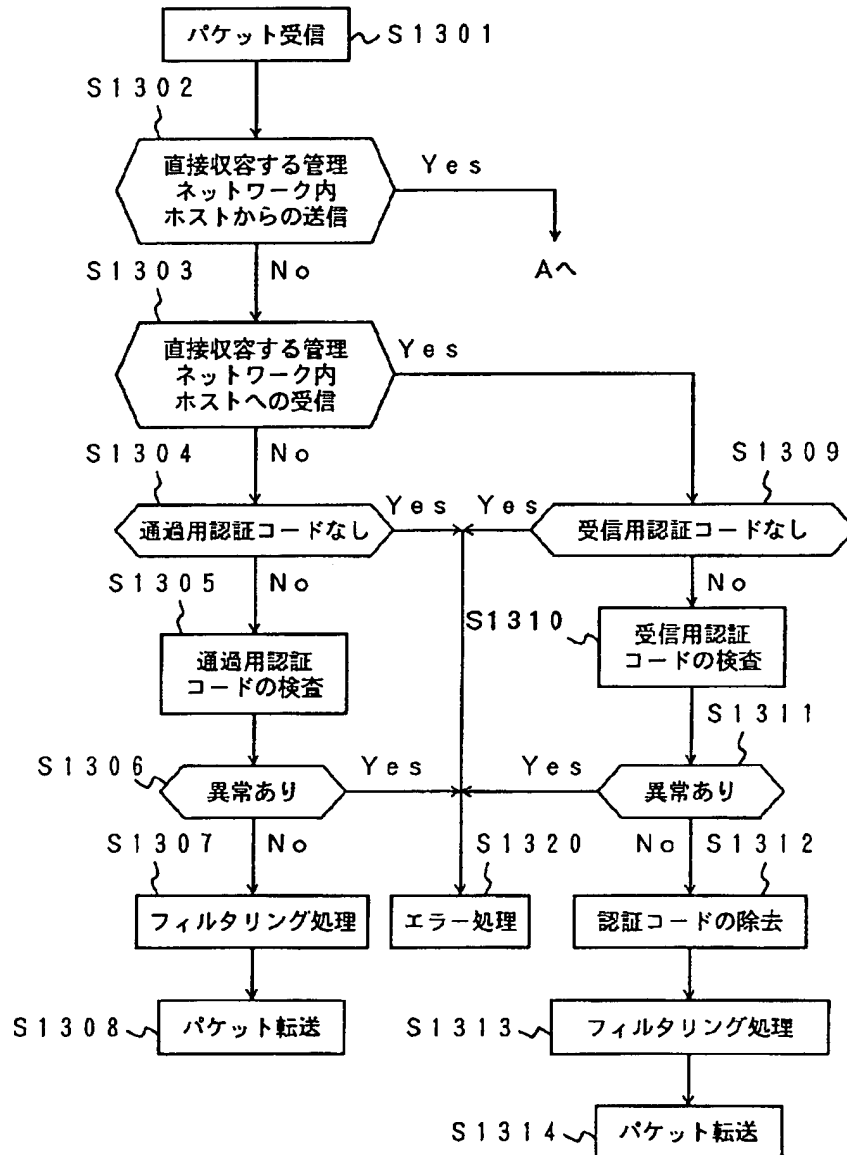 パケット受信
S1301
S1302
直接収容する管理
ネットワーク内
ホストからの送信
Yes
Aへ
S1303
No
直接収容する管理
ネットワーク内
ホストへの受信
Yes
S1304
No
S1309
通過用認証コードなし
Yes
Yes
受信用認証コードなし
S1305
No
No
S1310
通過用認証
コードの検査
受信用認証
コードの検査
S1311
S1306
異常あり
Yes
Yes
異常あり
S1307
No
S1320
No
S1312
フィルタリング処理
エラー処理
認証コードの除去
S1308
パケット転送
S1313
フィルタリング処理
S1314
パケット転送